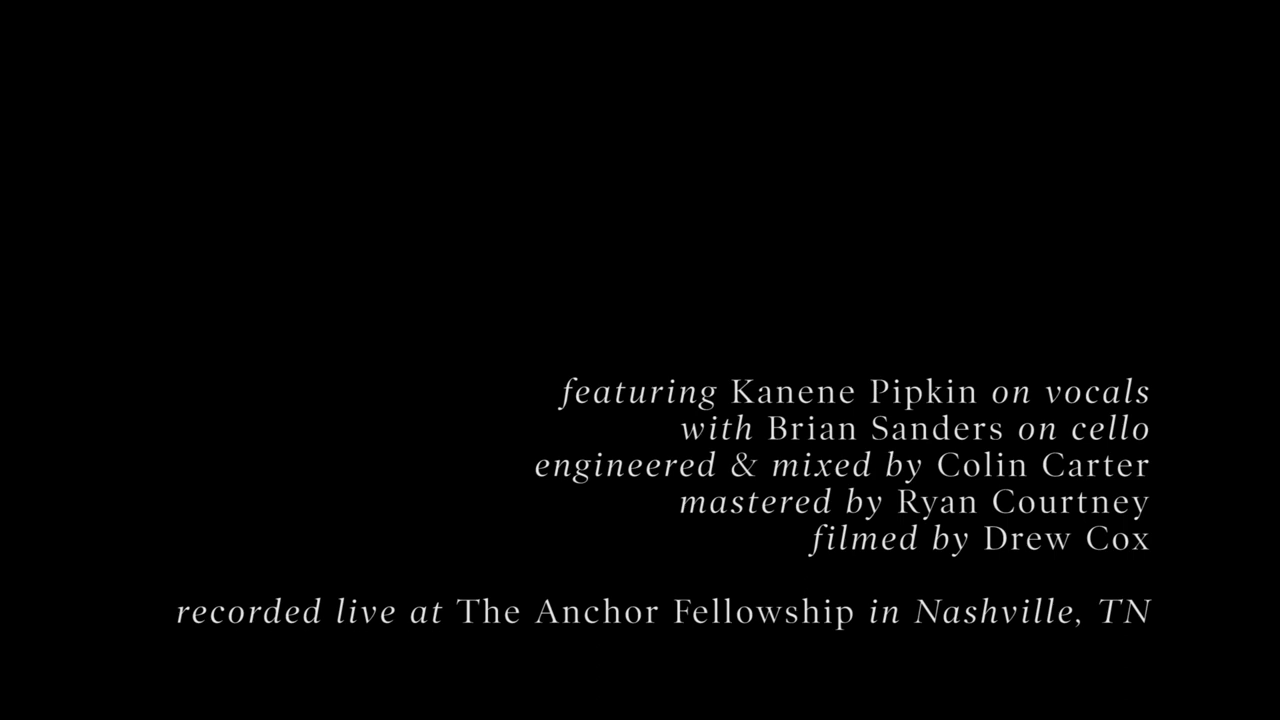 featuring Kanene Pipkin on vocals
with Brian Sanders on cello
engineered & mixed by Colin Carter
mastered by Ryan Courtney
filmed by Drew Cox
recorded live at The Anchor Fellowship in Nashville, TN